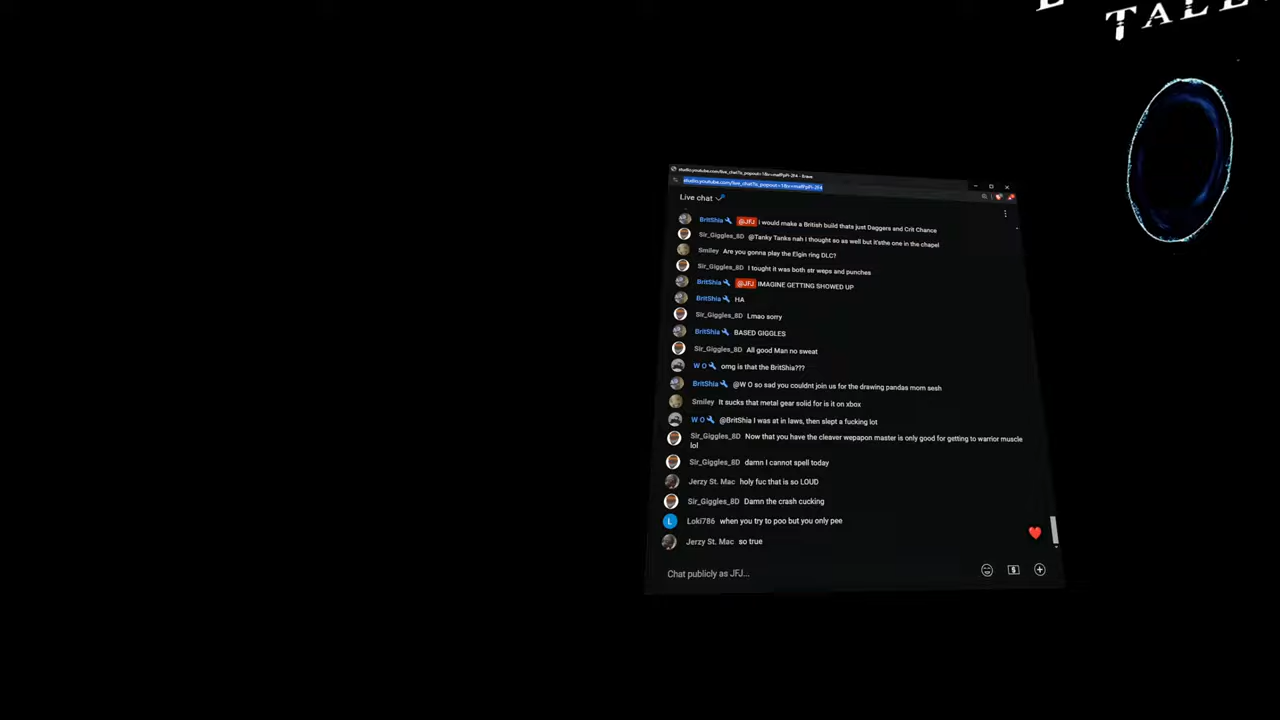 TALES
studio.youtube.com/live_chat?is_popout=1&v=
Live chat
BritShia @JFJ I would make a British build thats just Daggers and Crit Chance
Sir_Giggles_8D @Tanky Tanks nah I thought so as well but it'sthe one in the chapel
Smiley Are you gonna play the Elgin ring DLC?
Sir_Giggles_8D I tought it was both str weps and punches
BritShia @JFJ IMAGINE GETTING SHOWED UP
BritShia HA
Sir_Giggles_8D Lmao sorry
BritShia BASED GIGGLES
Sir_Giggles_8D All good Man no sweat
W O omg is that the BritShia???
BritShia @W O so sad you couldnt join us for the drawing pandas mom sesh
Smiley It sucks that metal gear solid for is it on xbox
W O @BritShia I was at in laws, then slept a fucking lot
Sir_Giggles_8D Now that you have the cleaver wepapon master is only good for getting to warrior muscle
lol
Sir_Giggles_8D damn I cannot spell today
Jerzy St. Mac holy fuc that is so LOUD
Sir_Giggles_8D Damn the crash cucking
L Loki786 when you try to poo but you only pee
Jerzy St. Mac so true
Chat publicly as JFJ...